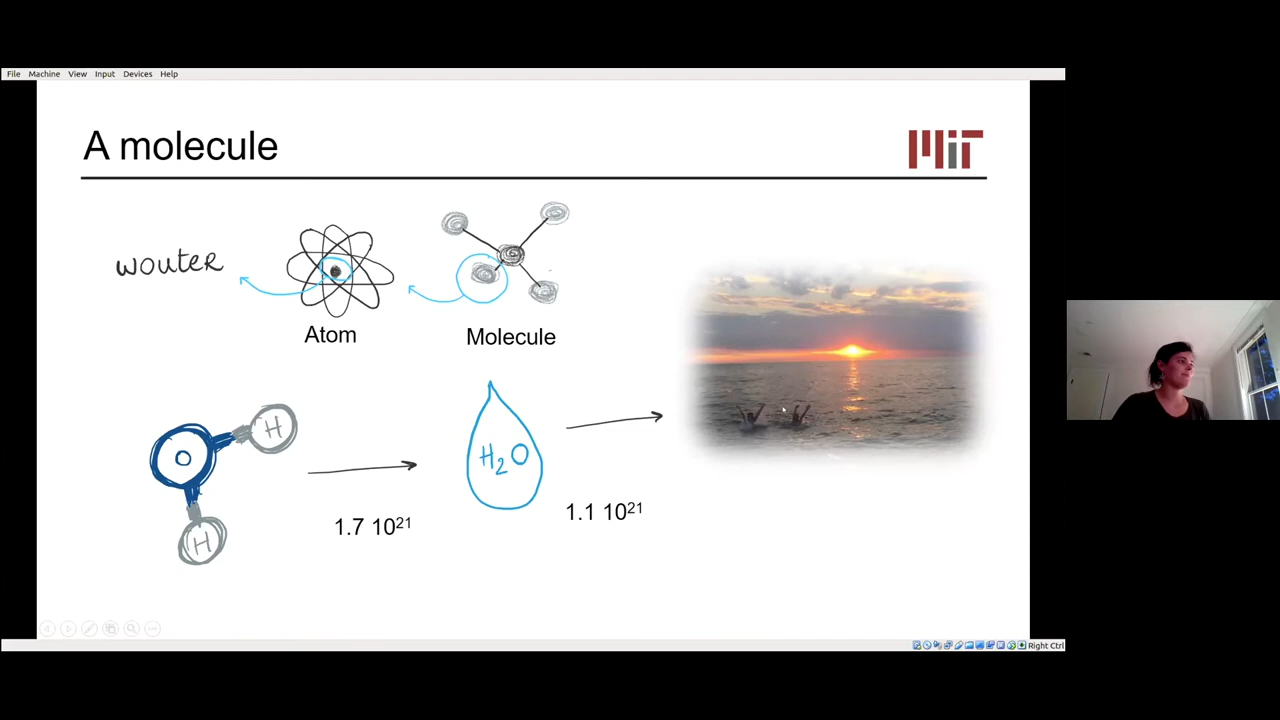 File Machine View Input Devices Help
A molecule
MIT
wouter
Atom
Molecule
O
H
H
H₂O
1.7 10²¹
1.1 10²¹
Right Ctrl